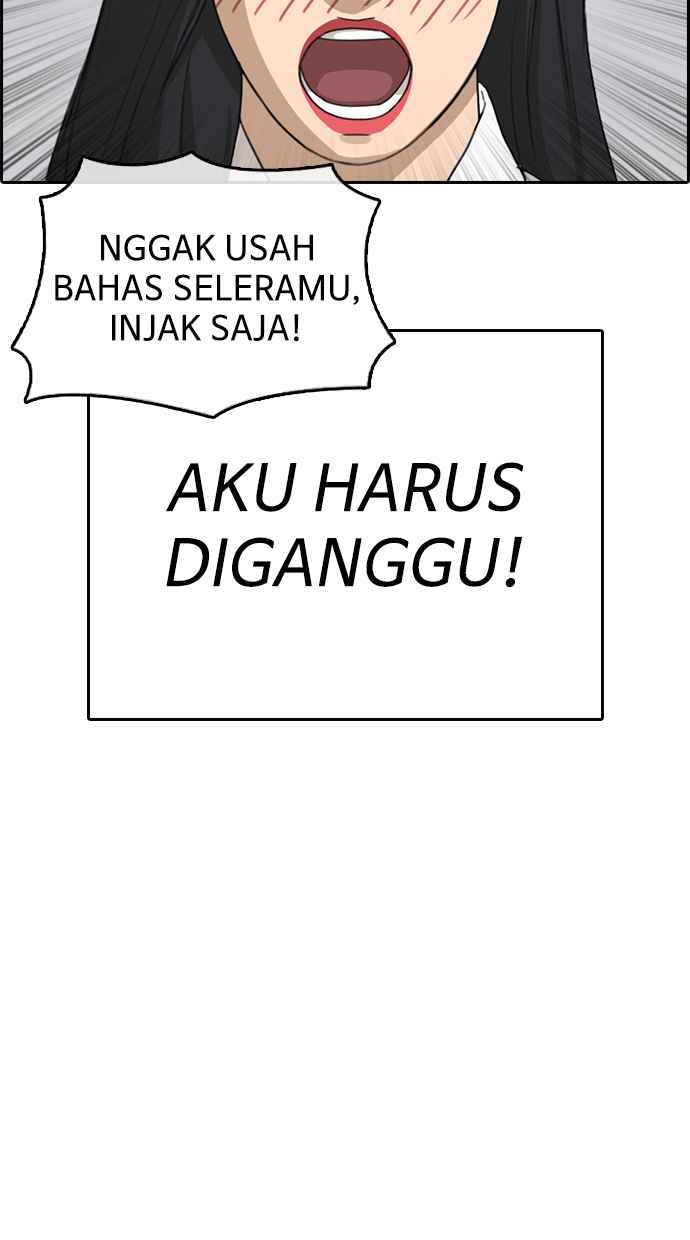 NGGAK USAH
BAHAS SELERAMU,
INJAK SAJA!
AKU HARUS
DIGANGGU!